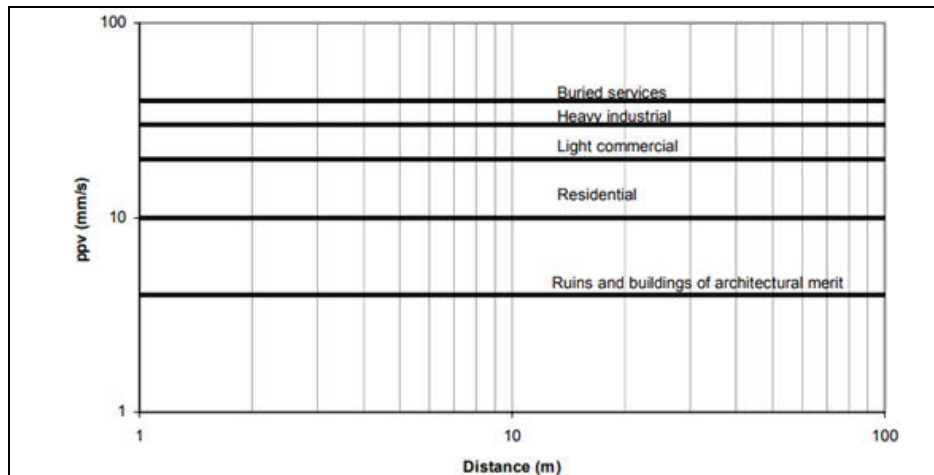 100
Buried services
Heavy industrial
Light commercial
Residential
10
Ruins and buildings of architectural merit
1
1
10
100
ppv (mm/s)
Distance (m)